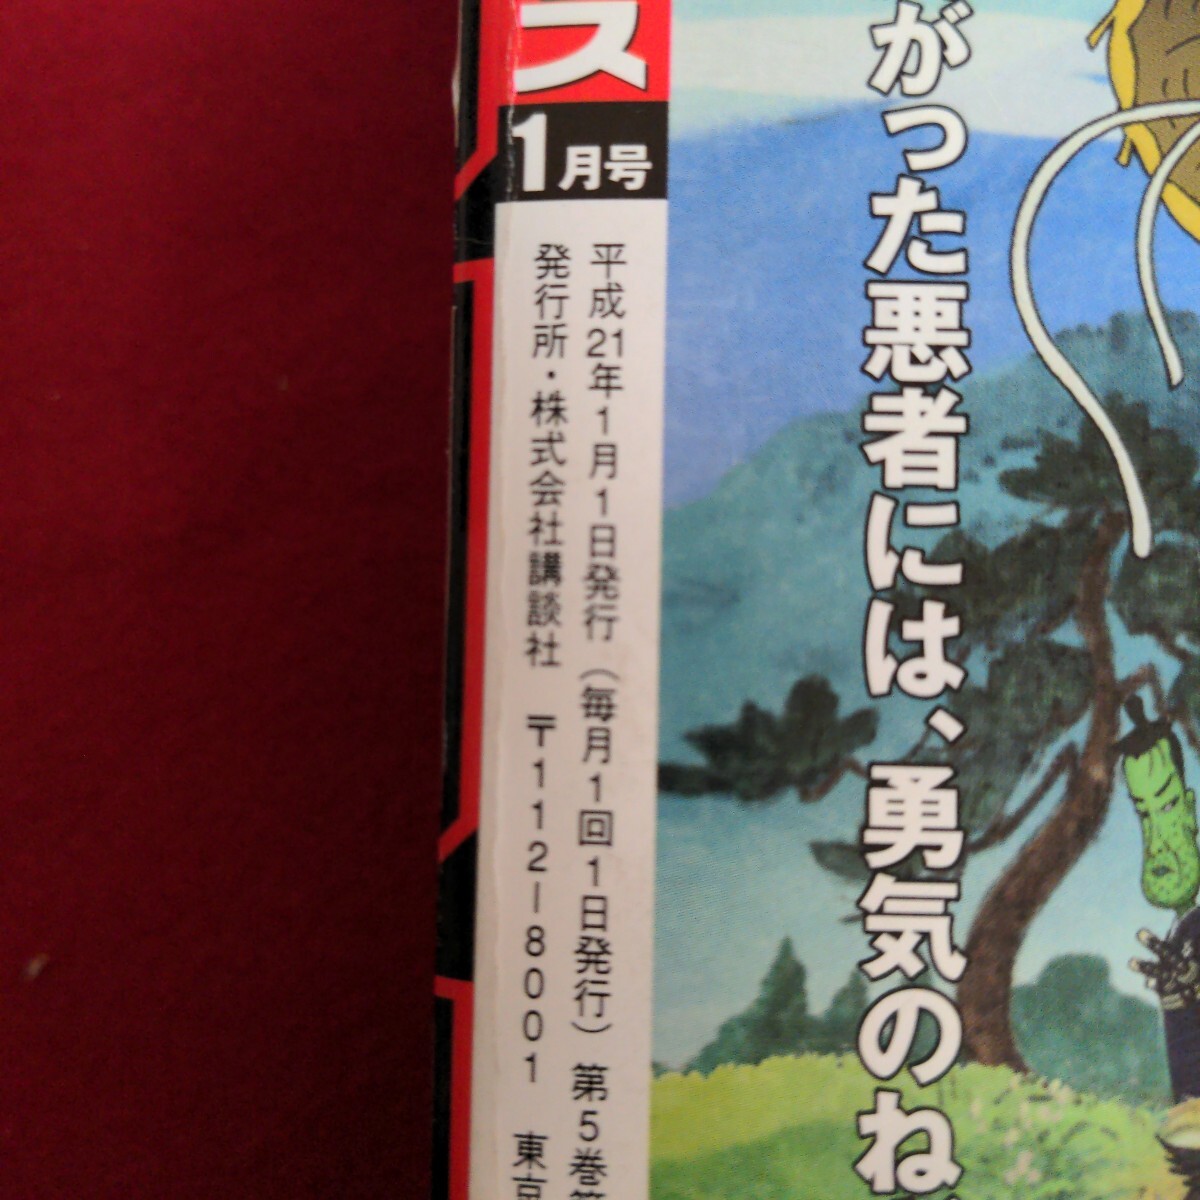 ス
1月号
平成21年1月1日発行(毎月1回1日発行) 第5巻第
発行所・株式会社講談社 〒112-8001 東京
がった悪者には、勇気のね